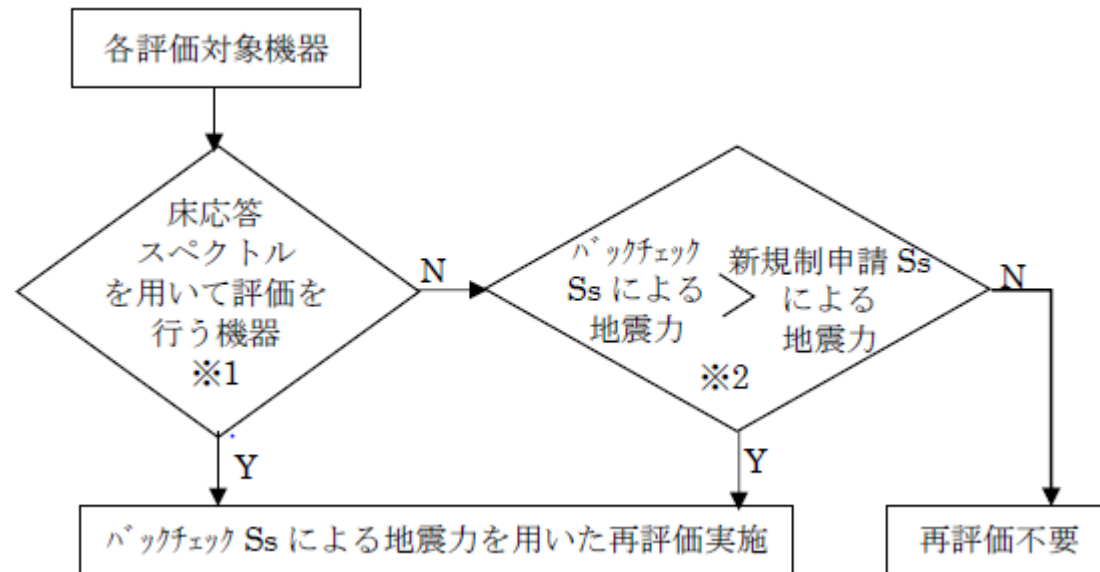 各評価対象機器
床応答
スペクトル
を用いて評価を
行う機器
※1
N
Y
バックチェック
Ssによる
地震力
>
新規制申請 Ss
による
地震力
※2
N
Y
バックチェック Ss による地震力を用いた再評価実施
再評価不要